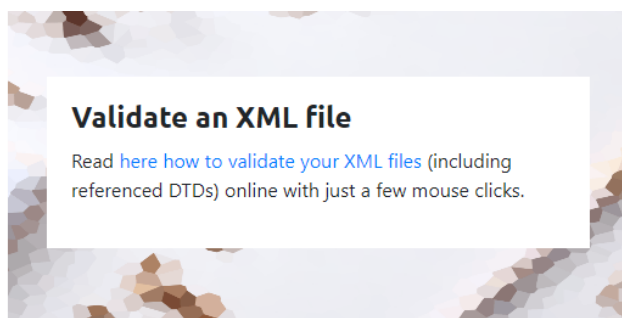 Validate an XML file
Read here how to validate your XML files (including
referenced DTDs) online with just a few mouse clicks.